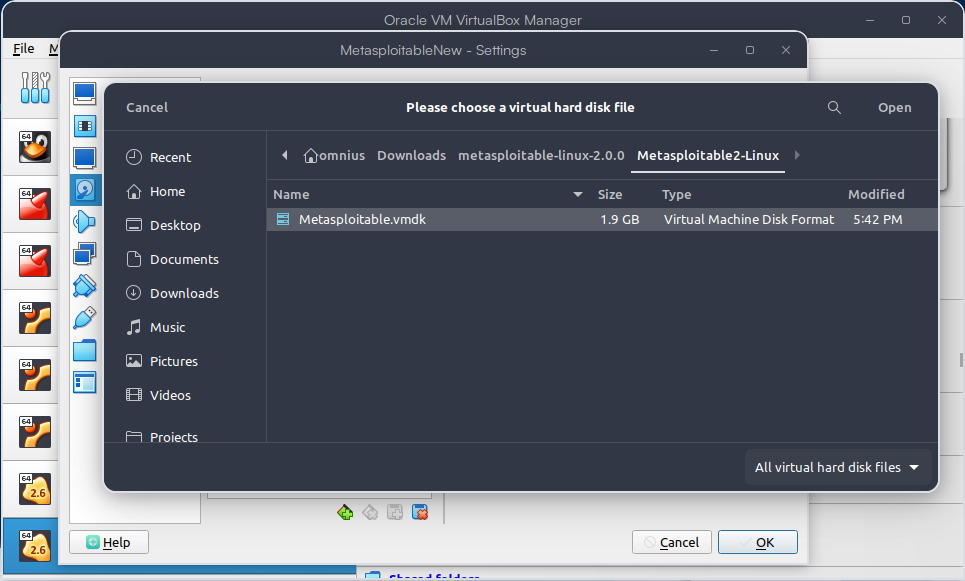 Oracle VM VirtualBox Manager
File M
MetasploitableNew - Settings
Cancel
Please choose a virtual hard disk file
Open
Recent
Home
Desktop
Documents
Downloads
Music
Pictures
Videos
Projects
omnius Downloads metasploitable-linux-2.0.0 Metasploitable2-Linux
Name Size Type Modified
Metasploitable.vmdk 1.9 GB Virtual Machine Disk Format 5:42 PM
All virtual hard disk files
64
64
64
64
64
64
64
2.6
64
2.6
Help
Cancel
OK
Shared folders